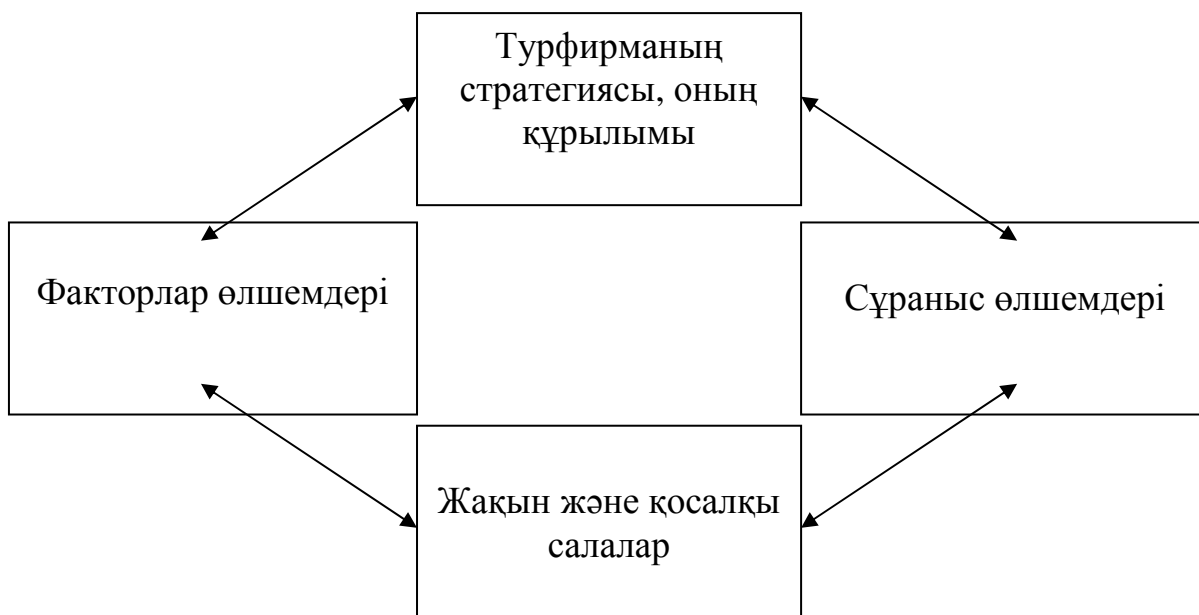 Турфирманың
стратегиясы, оның
құрылымы
Факторлар өлшемдері
Сұраныс өлшемдері
Жақын және қосалқы
салалар